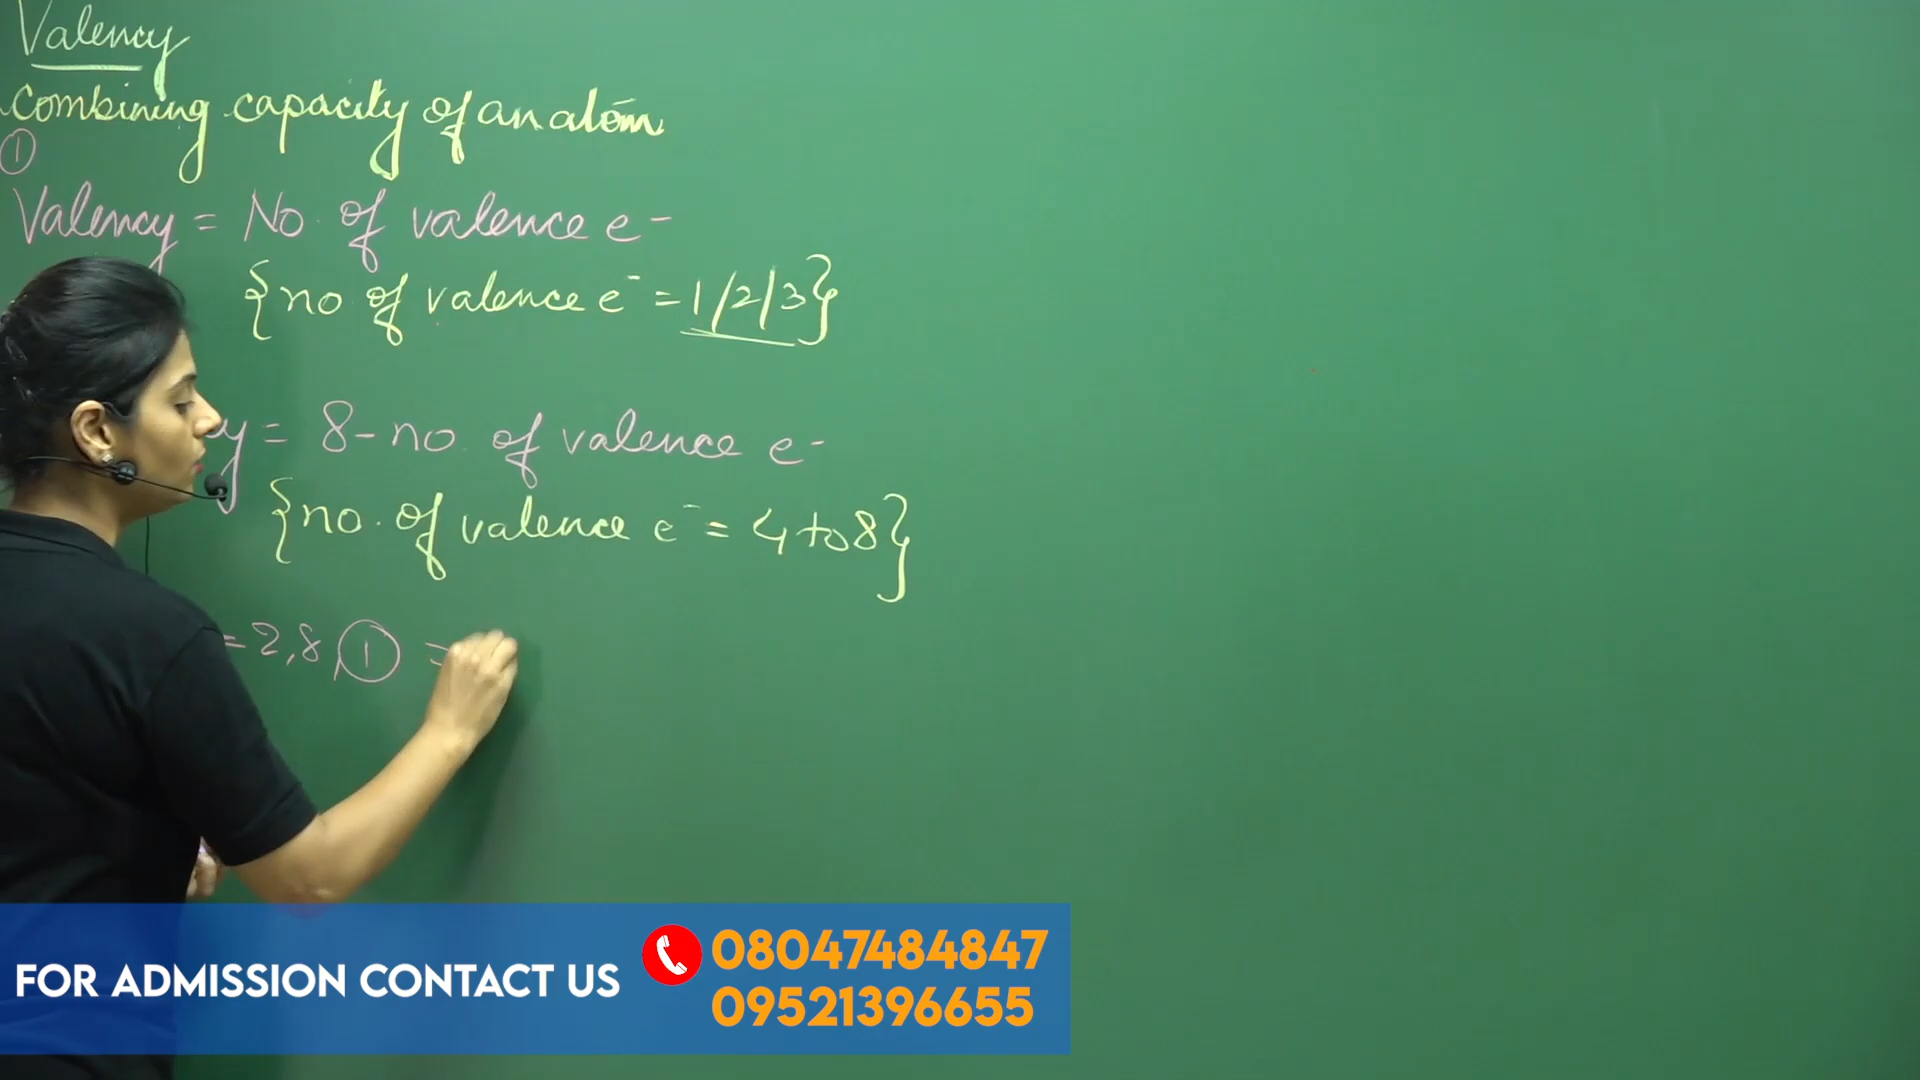 Valency
Combining capacity of an atom
①
Valency = No. of valence e-
{no of valence e- = 1/2/3}
y = 8-no. of valence e-
{no. of valence e- = 4 to 8}
= 2,8,1 =
FOR ADMISSION CONTACT US
08047484847
09521396655